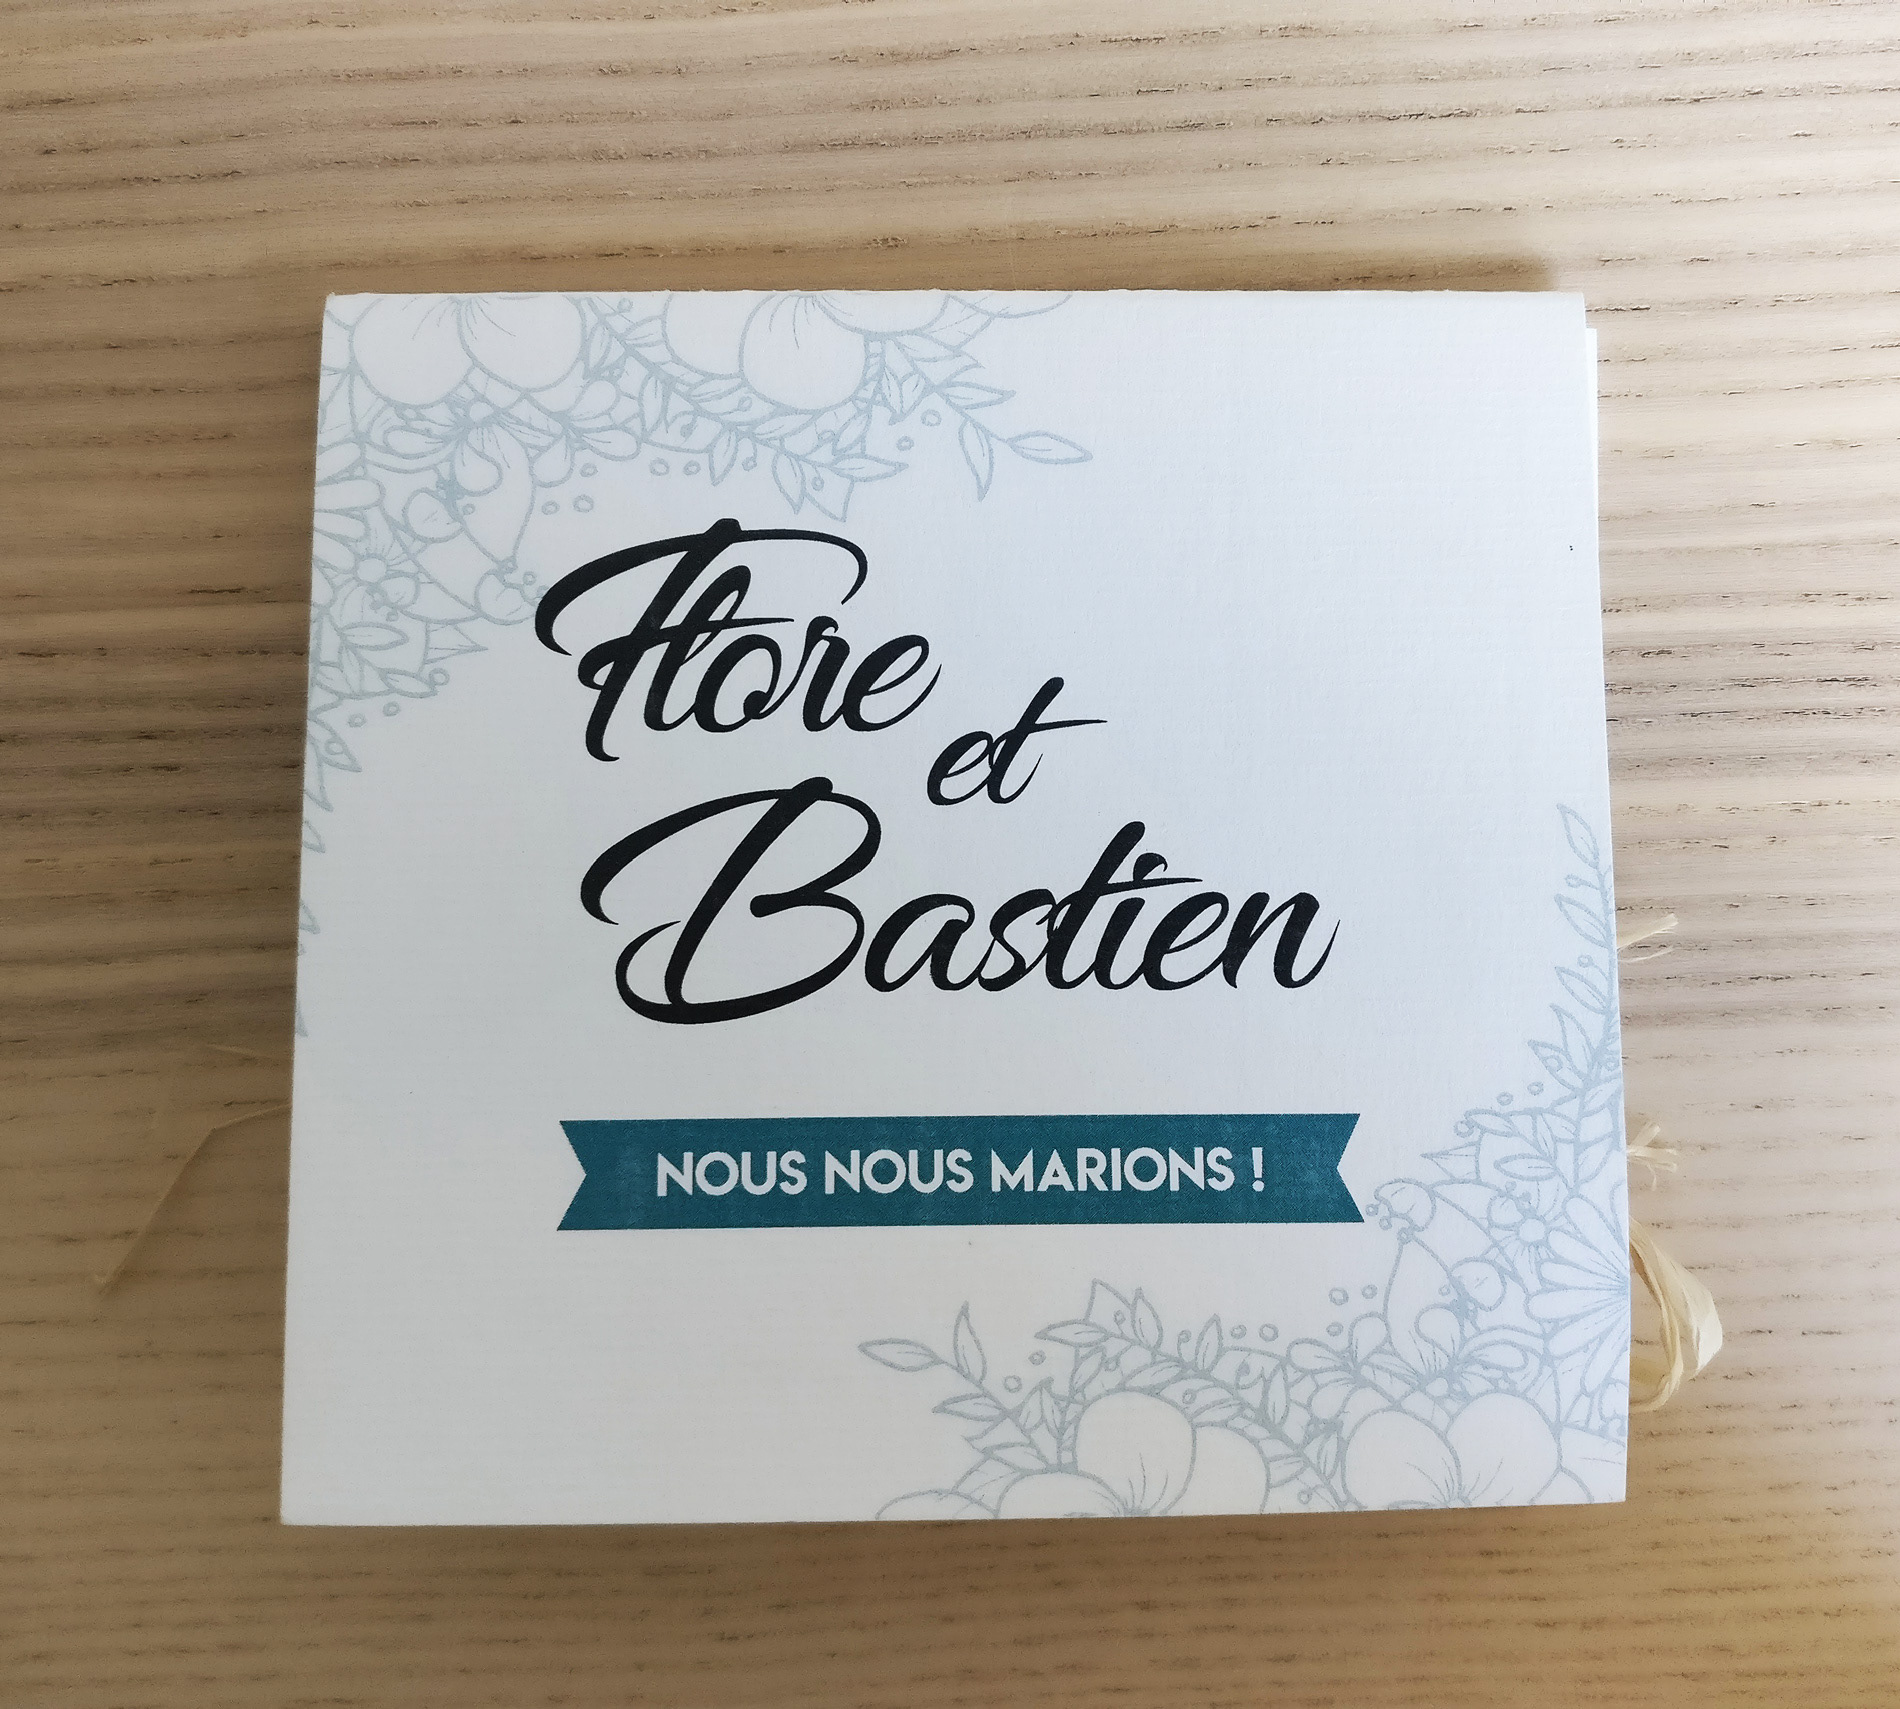 Flore
et
Bastien
NOUS NOUS MARIONS !